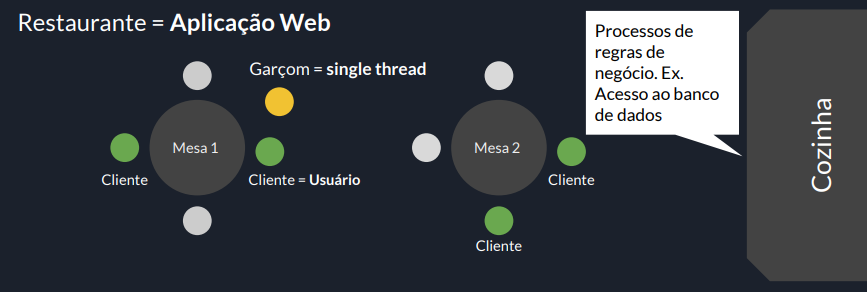 Restaurante = Aplicação Web
Garçom = single thread
Mesa 1
Cliente
Cliente = Usuário
Mesa 2
Cliente
Cliente
Processos de
regras de
negócio. Ex.
Acesso ao banco
de dados
Cozinha